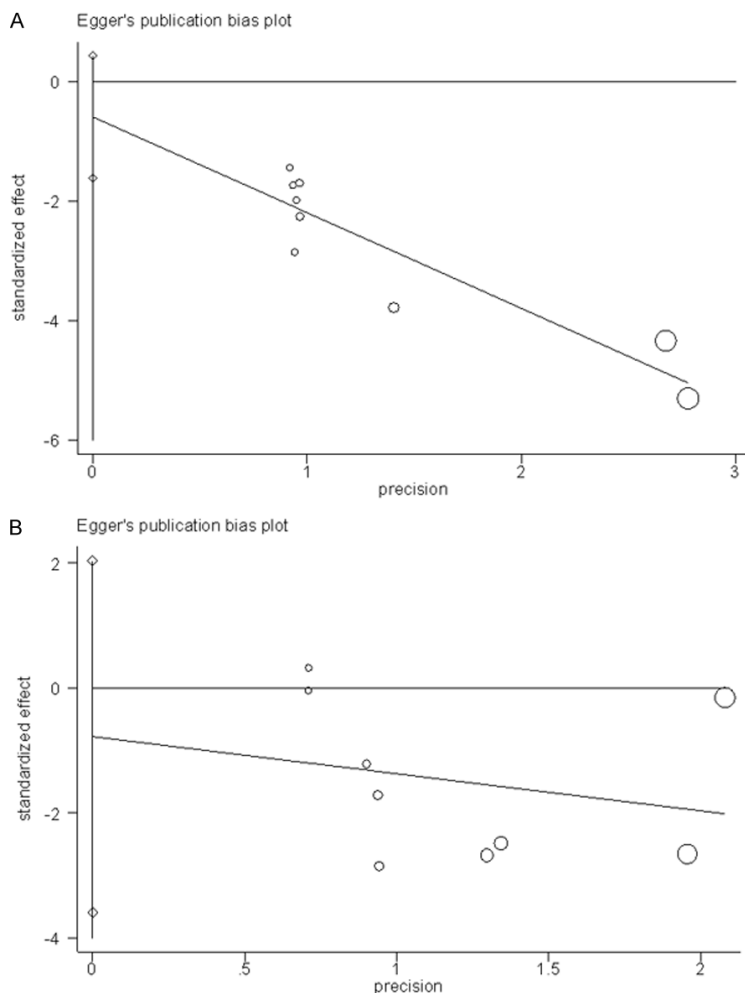 A
Egger's publication bias plot
0
-2
-4
-6
standardized effect
0
1
2
3
precision
B
Egger's publication bias plot
2
0
-2
-4
standardized effect
0
.5
1
1.5
2
precision